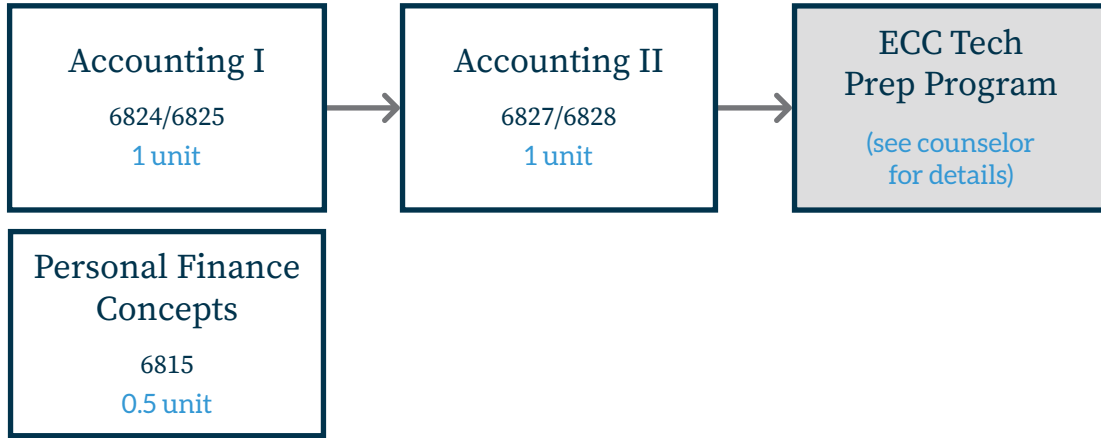 Accounting I
6824/6825
1 unit
Accounting II
6827/6828
1 unit
ECC Tech
Prep Program
(see counselor
for details)
Personal Finance
Concepts
6815
0.5 unit